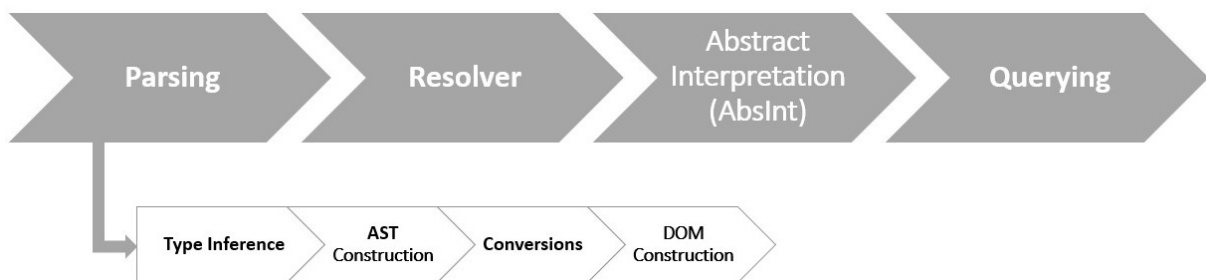 Parsing
Resolver
Abstract
Interpretation
(AbsInt)
Querying
Type Inference
AST
Construction
Conversions
DOM
Construction